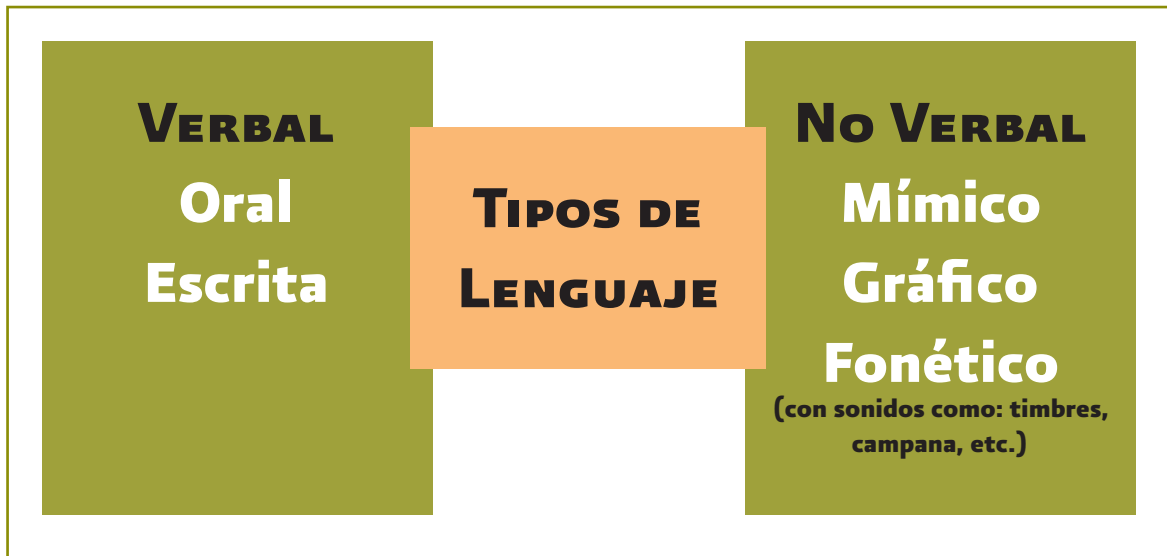 VERBAL
Oral
Escrita
TIPOS DE
LENGUAJE
NO VERBAL
Mímico
Gráfico
Fonético
(con sonidos como: timbres,
campana, etc.)